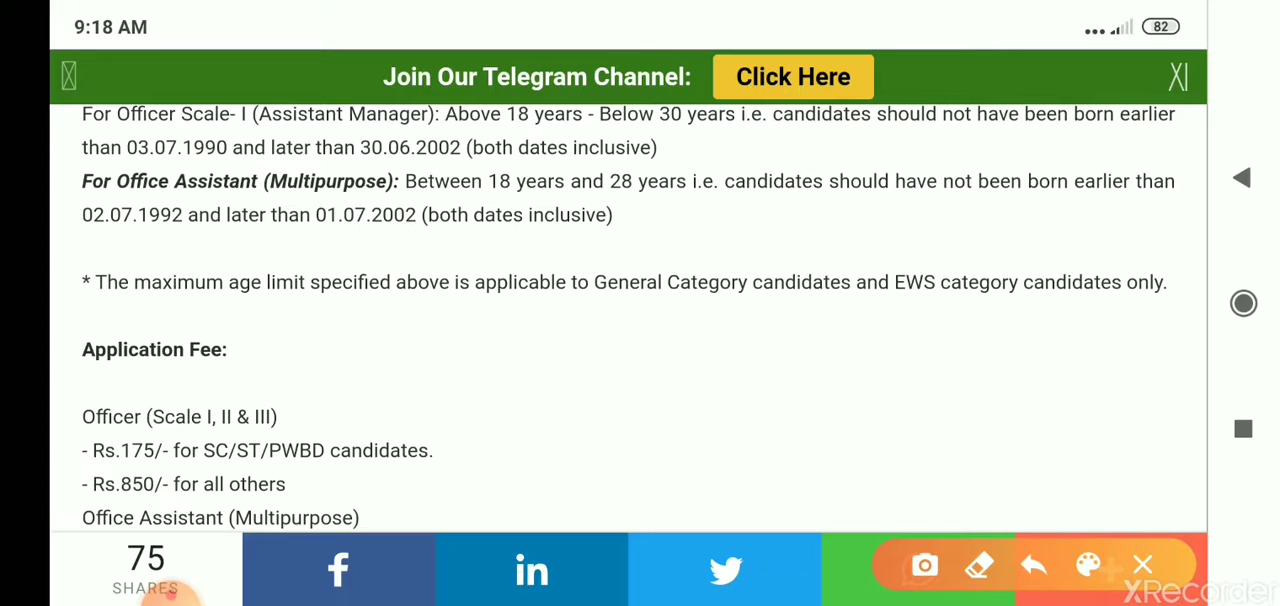 9:18 AM
82
Join Our Telegram Channel: Click Here
For Officer Scale- I (Assistant Manager): Above 18 years - Below 30 years i.e. candidates should not have been born earlier
than 03.07.1990 and later than 30.06.2002 (both dates inclusive)
For Office Assistant (Multipurpose): Between 18 years and 28 years i.e. candidates should have not been born earlier than
02.07.1992 and later than 01.07.2002 (both dates inclusive)
* The maximum age limit specified above is applicable to General Category candidates and EWS category candidates only.
Application Fee:
Officer (Scale I, II & III)
- Rs.175/- for SC/ST/PWBD candidates.
- Rs.850/- for all others
Office Assistant (Multipurpose)
75
SHARES
XRecorder